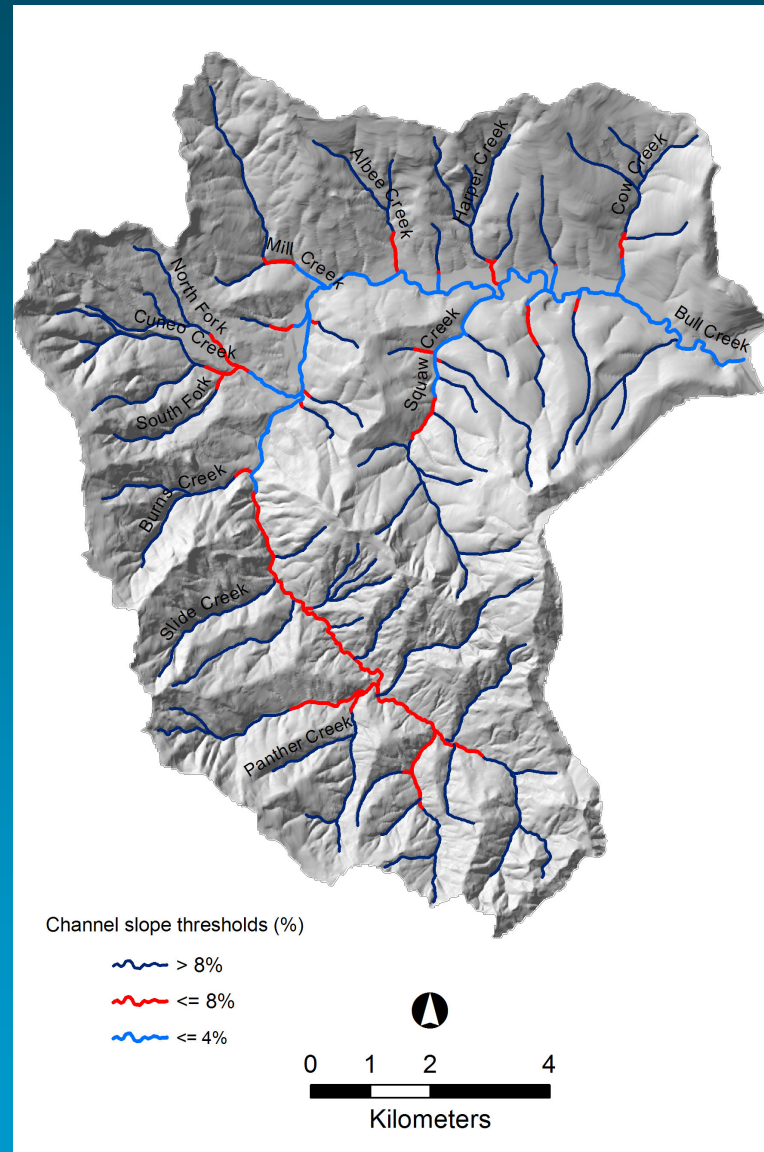 Albee Creek
Harper Creek
Cow Creek
Mill Creek
North Fork
Cuneo Creek
South Fork
Squaw Creek
Bull Creek
Burns Creek
Slide Creek
Panther Creek
Channel slope thresholds (%)
> 8%
<= 8%
<= 4%
0 1 2 4
Kilometers